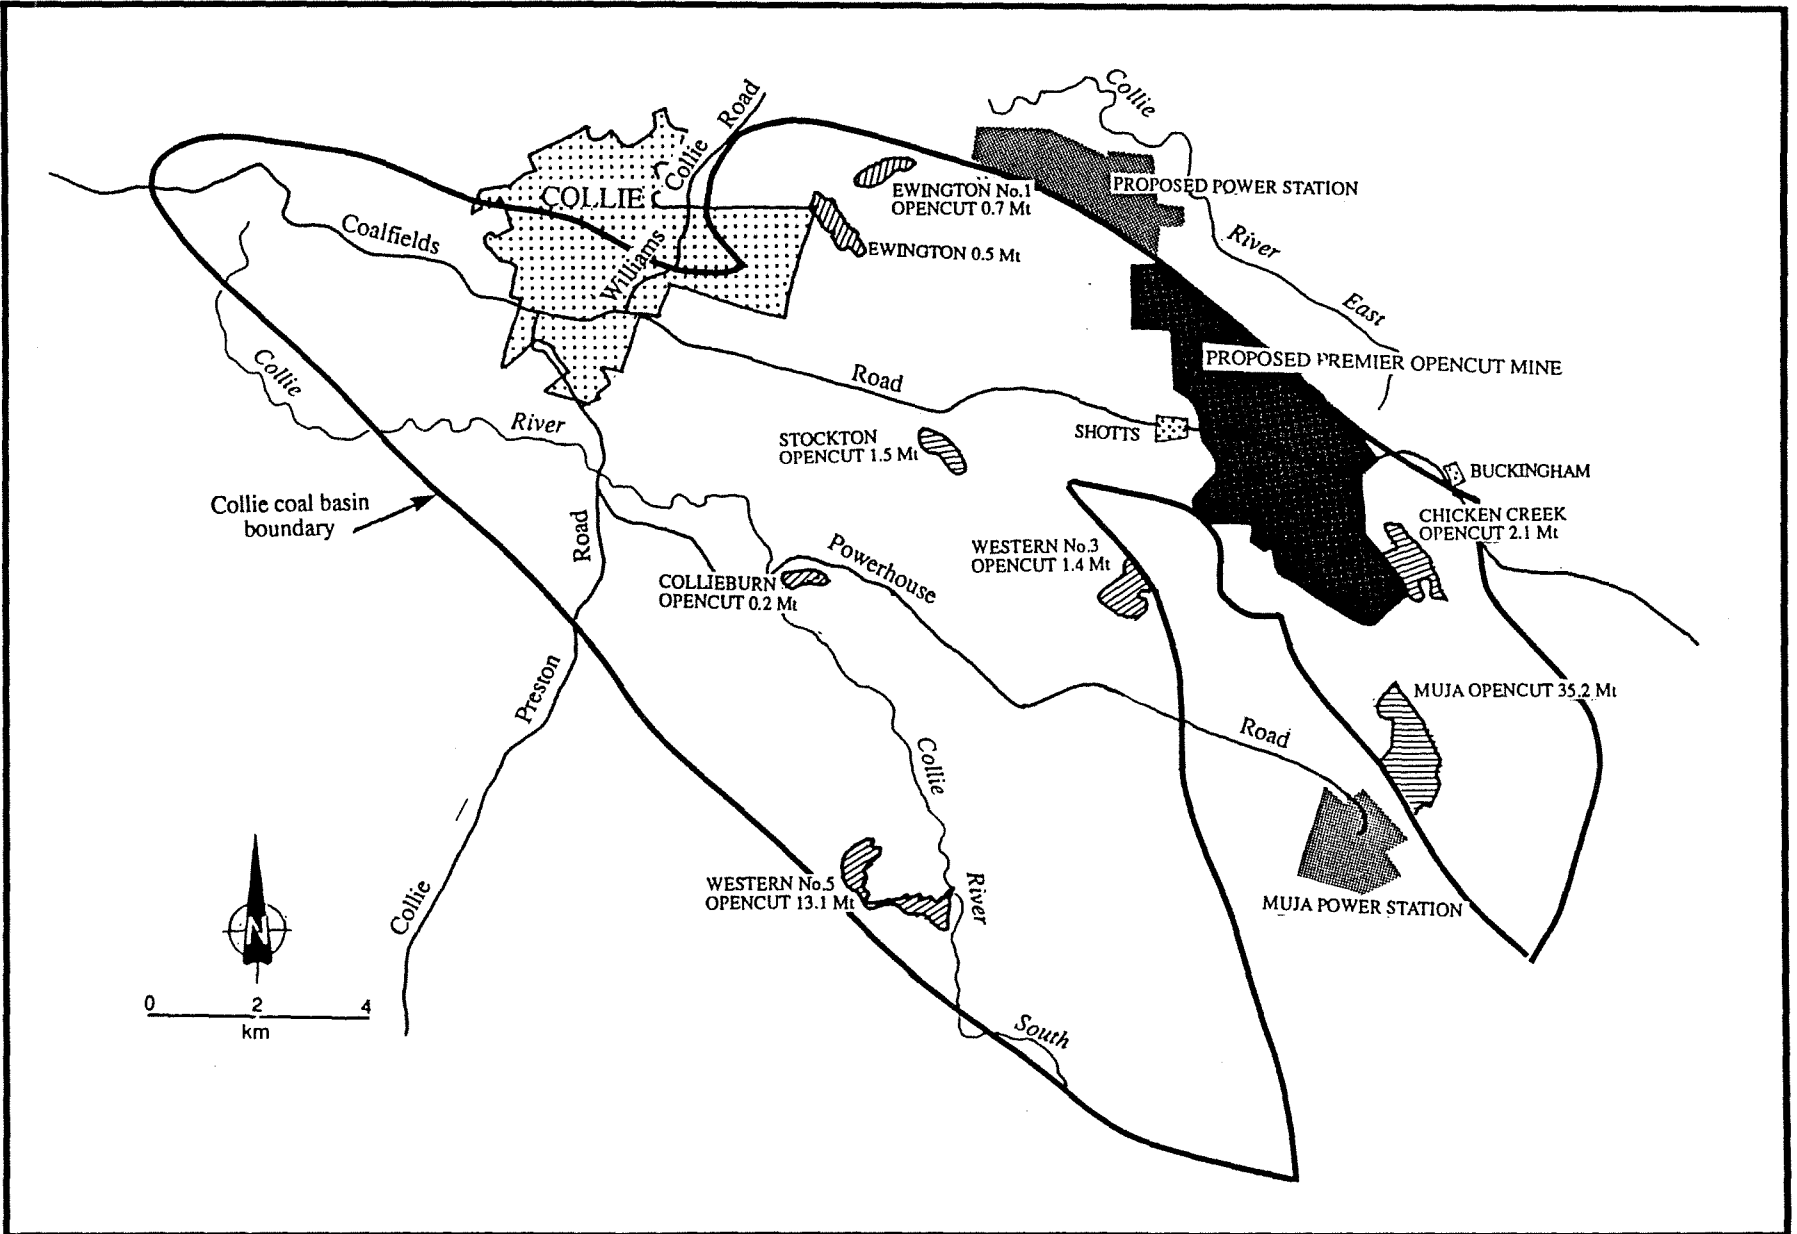 Collie
Road
Collie
COLLIE
PROPOSED POWER STATION
EWINGTON No.1
OPENCUT 0.7 Mt
Coalfields
River
EWINGTON 0.5 Mt
Williams
East
PROPOSED PREMIER OPENCUT MINE
Collie
Road
River
SHOTTS
STOCKTON
OPENCUT 1.5 Mt
BUCKINGHAM
Collie coal basin
boundary
CHICKEN CREEK
OPENCUT 2.1 Mt
Road
Powerhouse
WESTERN No.3
OPENCUT 1.4 Mt
COLLIEBURN
OPENCUT 0.2 Mt
Preston
MUJA OPENCUT 35.2 Mt
Road
Collie
WESTERN No.5
OPENCUT 13.1 Mt
River
Collie
MUJA POWER STATION
N
0 2 4
km
South